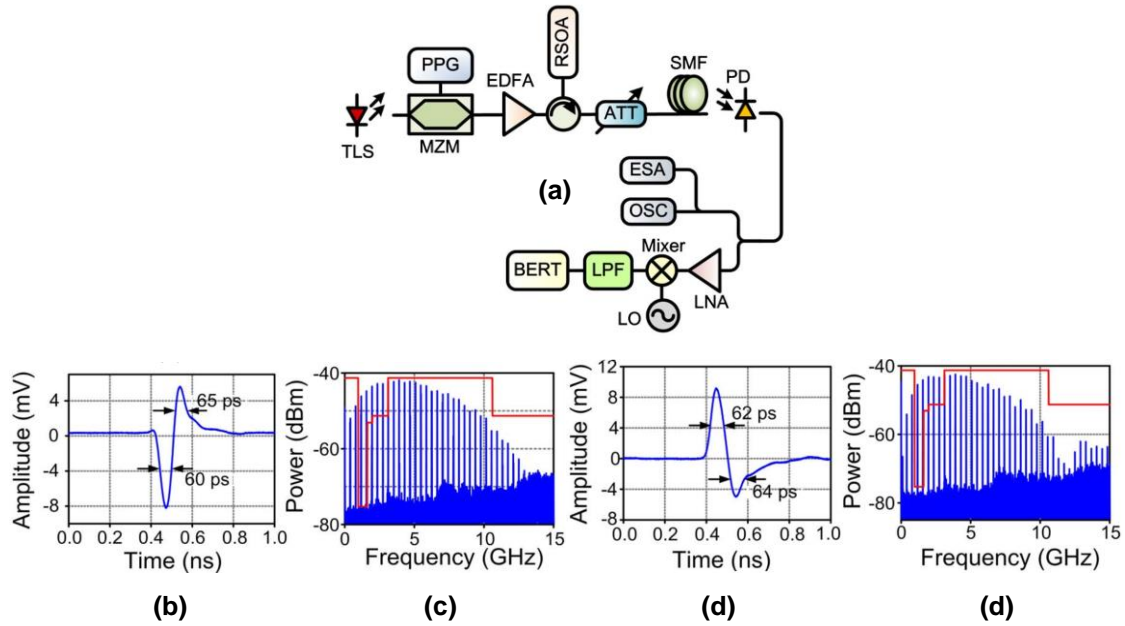 RSOA
PPG
EDFA
SMF
PD
ATT
TLS
MZM
(a)
ESA
OSC
Mixer
BERT
LPF
LNA
LO
Amplitude (mV)
4
0
-4
-8
65 ps
60 ps
0.0 0.2 0.4 0.6 0.8 1.0
Time (ns)
Power (dBm)
-40
-60
-80
0 5 10 15
Frequency (GHz)
Amplitude (mV)
12
8
4
0
-4
-8
62 ps
64 ps
0.0 0.2 0.4 0.6 0.8 1.0
Time (ns)
Power (dBm)
-40
-60
-80
0 5 10 15
Frequency (GHz)
(b) (c) (d) (d)